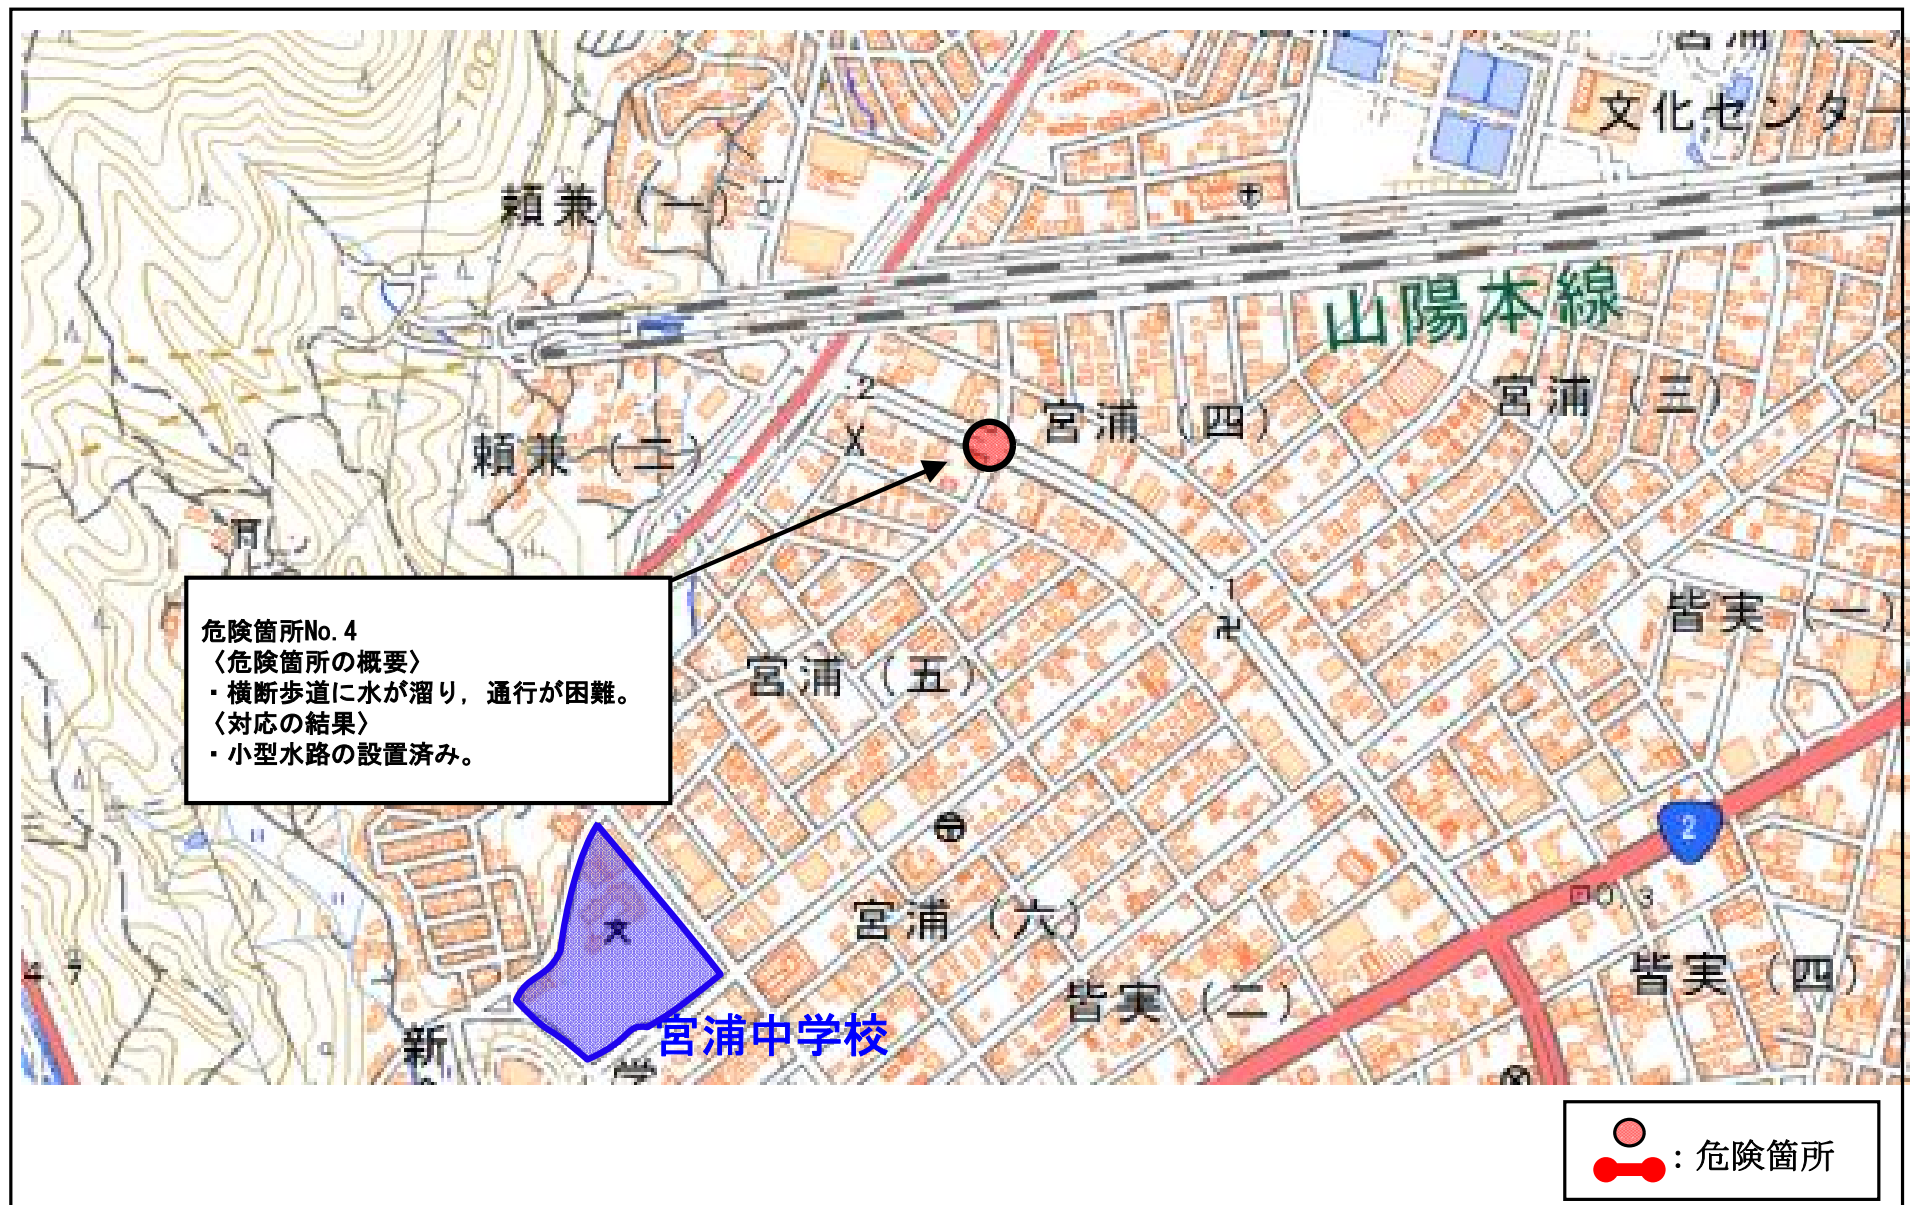 文化センター
頼兼(一)
山陽本線
宮浦(三)
2
宮浦(四)
頼兼(二)
危険箇所No.4
〈危険箇所の概要〉
・横断歩道に水が溜り，通行が困難。
〈対応の結果〉
・小型水路の設置済み。
皆実(一)
宮浦(五)
2
宮浦(六)
皆実(四)
皆実(二)
宮浦中学校
新
：危険箇所